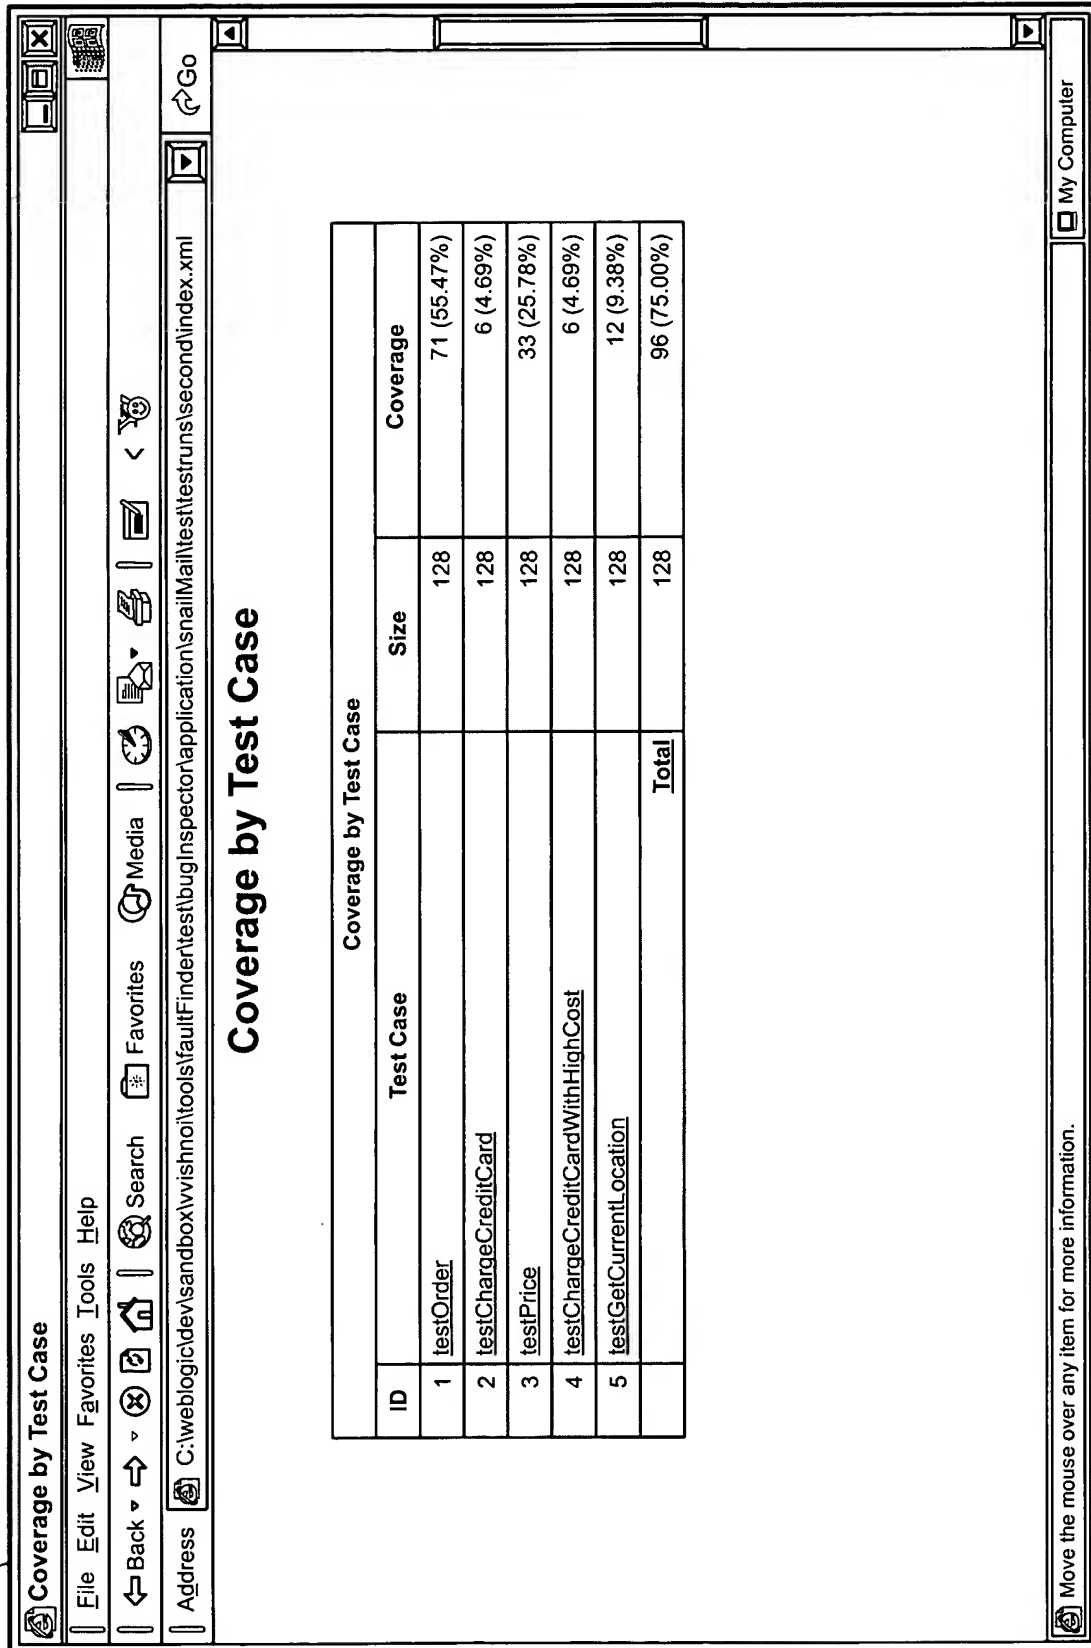 Coverage by Test Case
File Edit View Favorites Tools Help
Back Search Favorites Media
Address C:\weblogic\dev\sandbox\vvishnoi\tools\faultFinder\test\bugInspector\application\snailMail\test\testruns\second\index.xml Go
Coverage by Test Case
Coverage by Test Case
ID Test Case Size Coverage
1 testOrder 128 71 (55.47%)
2 testChargeCreditCard 128 6 (4.69%)
3 testPrice 128 33 (25.78%)
4 testChargeCreditCardWithHighCost 128 6 (4.69%)
5 testGetCurrentLocation 128 12 (9.38%)
Total 128 96 (75.00%)
Move the mouse over any item for more information. My Computer